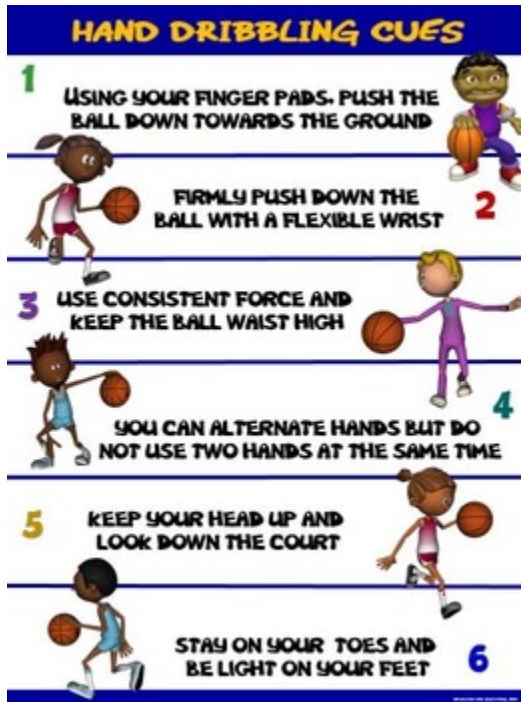 HAND DRIBBLING CUES
1
USING YOUR FINGER PADS, PUSH THE
BALL DOWN TOWARDS THE GROUND
FIRMLY PUSH DOWN THE
BALL WITH A FLEXIBLE WRIST
2
3
USE CONSISTENT FORCE AND
KEEP THE BALL WAIST HIGH
4
YOU CAN ALTERNATE HANDS BUT DO
NOT USE TWO HANDS AT THE SAME TIME
5
KEEP YOUR HEAD UP AND
LOOK DOWN THE COURT
STAY ON YOUR TOES AND
BE LIGHT ON YOUR FEET
6